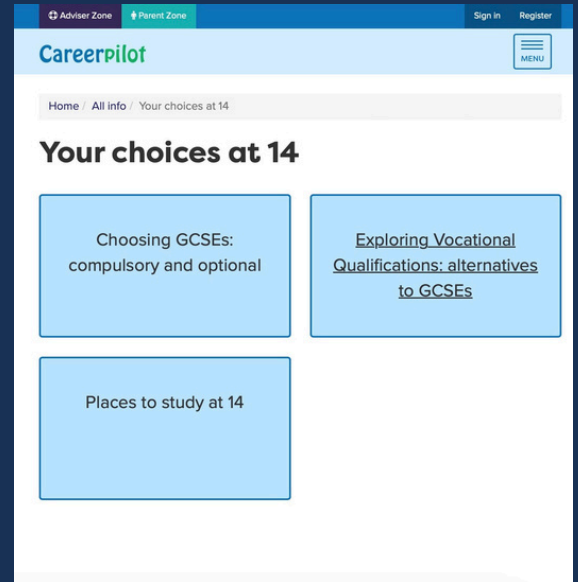 Adviser Zone Parent Zone Sign in Register
Careerpilot
MENU
Home / All info / Your choices at 14
Your choices at 14
Choosing GCSEs:
compulsory and optional
Exploring Vocational
Qualifications: alternatives
to GCSEs
Places to study at 14